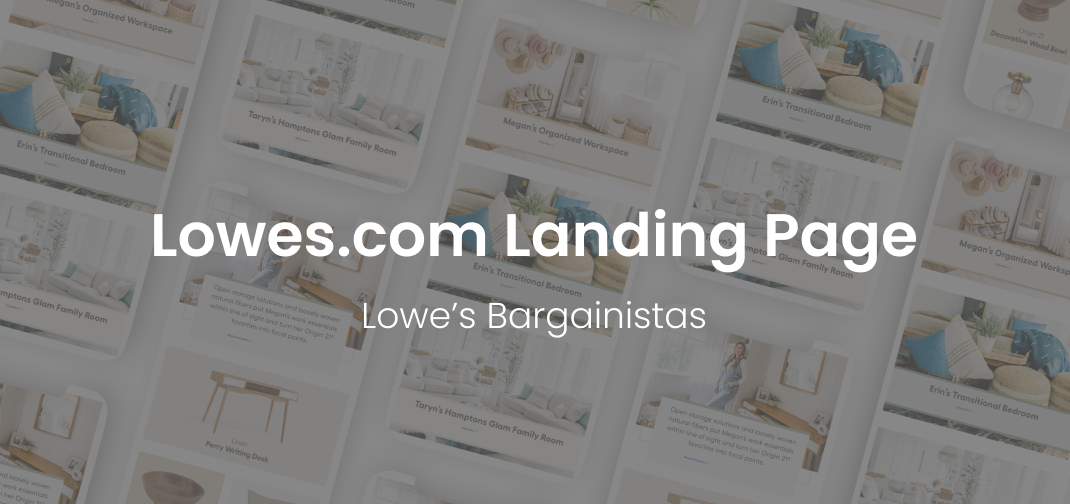 Megan's Organized Workspace
Erin's Transitional Bedroom
Taryn's Hamptons Glam Family Room
Megan's Organized Workspace
Erin's Transitional Bedroom
Origin 21
Decorative Wood Bowl
Lowes.com Landing Page
Lowe's Bargainistas
Erin's Transitional Bedroom
Glam Family Room
Megan's Organized Workspace
Hamptons Glam Family Room
Open storage solutions and loosely woven
natural fibers put Megan's work essentials
within line of sight and turn her Origin 21
favorites into focal points.
Perry Writing Desk
Taryn's Hamptons Glam Family Room
Open storage solutions and loosely woven
natural fibers put Megan's work essentials
within line of sight and turn her Origin 21
favorites into focal points.
Erin's Transitional Bedroom